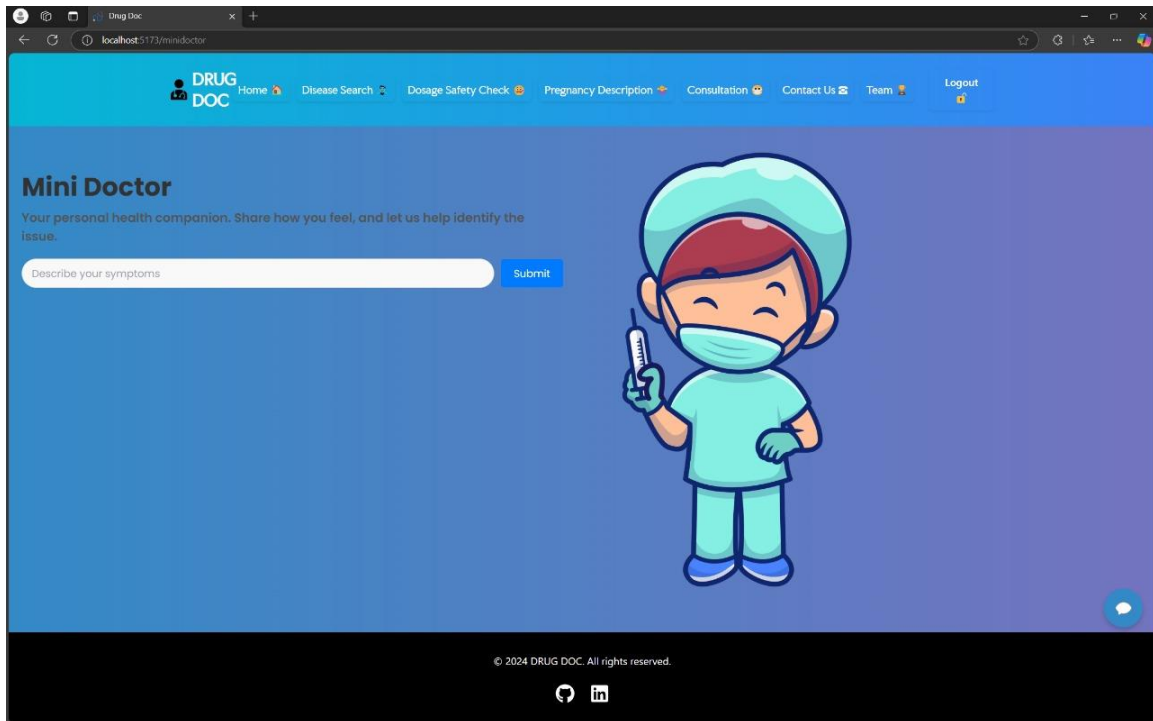 Drug Doc
localhost:5173/minidoctor
DRUG
DOC
Home
Disease Search
Dosage Safety Check
Pregnancy Description
Consultation
Contact Us
Team
Logout
Mini Doctor
Your personal health companion. Share how you feel, and let us help identify the
issue.
Describe your symptoms
Submit
© 2024 DRUG DOC. All rights reserved.
in